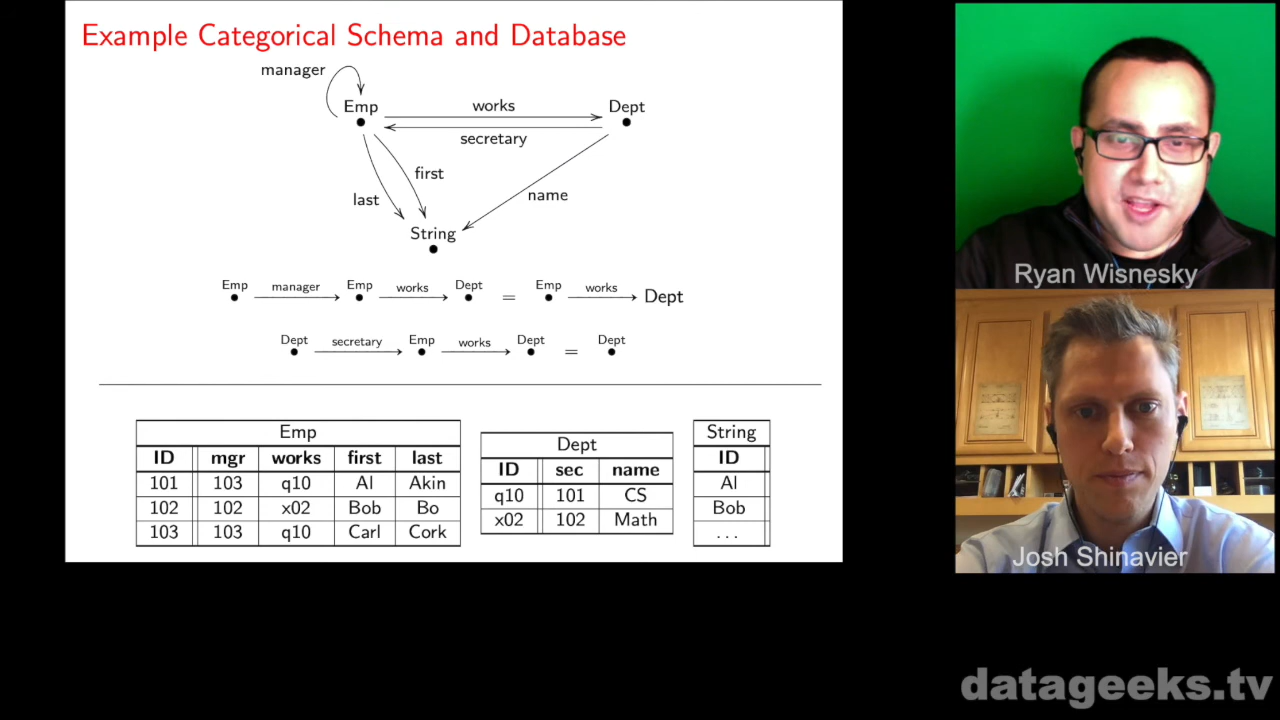 Example Categorical Schema and Database
manager
Emp
works
Dept
secretary
first
last
name
String
Emp manager Emp works Dept = Emp works Dept
Dept secretary Emp works Dept = Dept
Emp
ID mgr works first last
101 103 q10 Al Akin
102 102 x02 Bob Bo
103 103 q10 Carl Cork
Dept
ID sec name
q10 101 CS
x02 102 Math
String
ID
Al
Bob
. . .
Ryan Wisnesky
Josh Shinavier
datageeks.tv